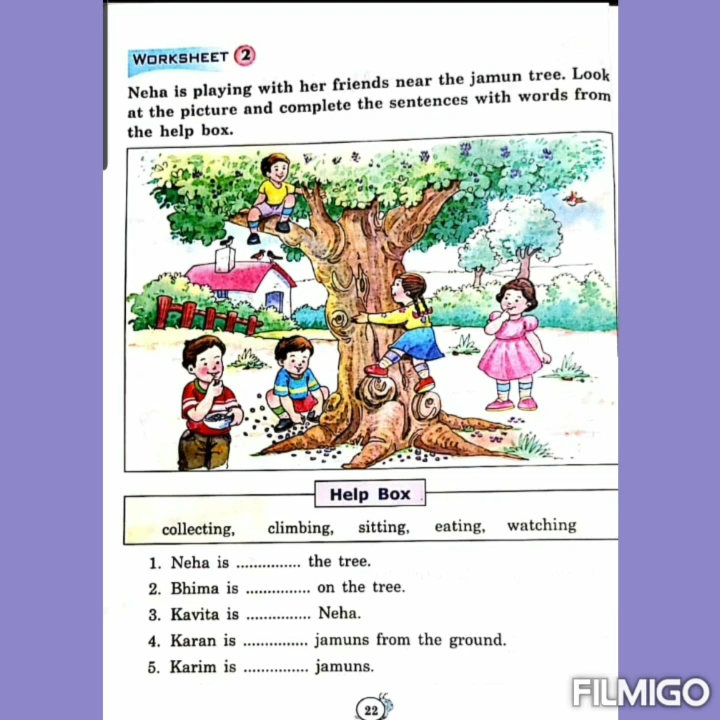 WORKSHEET 2
Neha is playing with her friends near the jamun tree. Look
at the picture and complete the sentences with words from
the help box.
Help Box
collecting, climbing, sitting, eating, watching
1. Neha is ............... the tree.
2. Bhima is ............... on the tree.
3. Kavita is ............... Neha.
4. Karan is ............... jamuns from the ground.
5. Karim is ............... jamuns.
22
FILMIGO